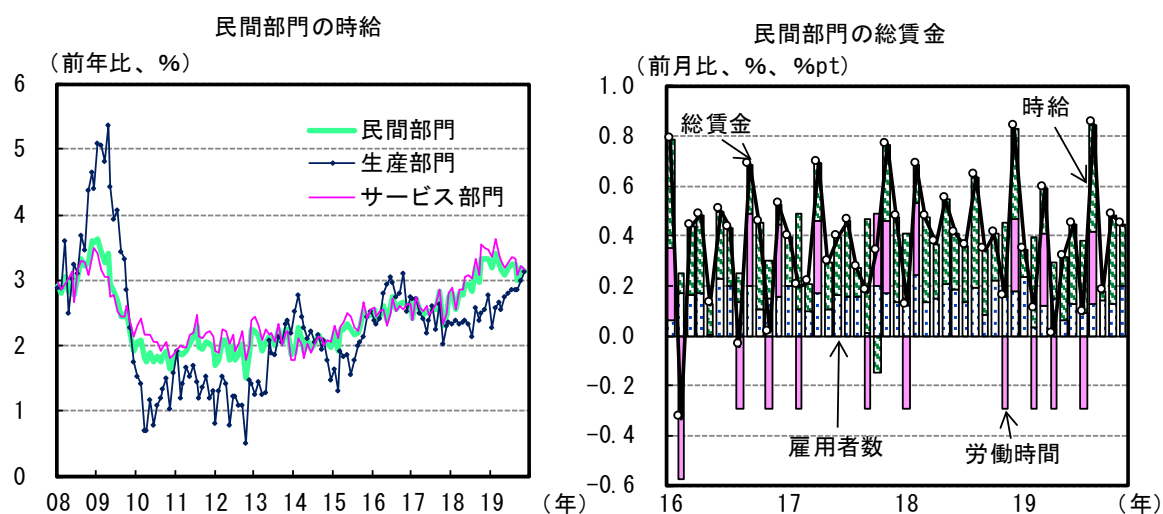 民間部門の時給
（前年比、％）
6
5
4
3
2
1
0
民間部門
生産部門
サービス部門
08 09 10 11 12 13 14 15 16 17 18 19 （年）
民間部門の総賃金
（前月比、％、％pt）
1.0
0.8
0.6
0.4
0.2
0.0
-0.2
-0.4
-0.6
総賃金
時給
雇用者数
労働時間
16 17 18 19 （年）